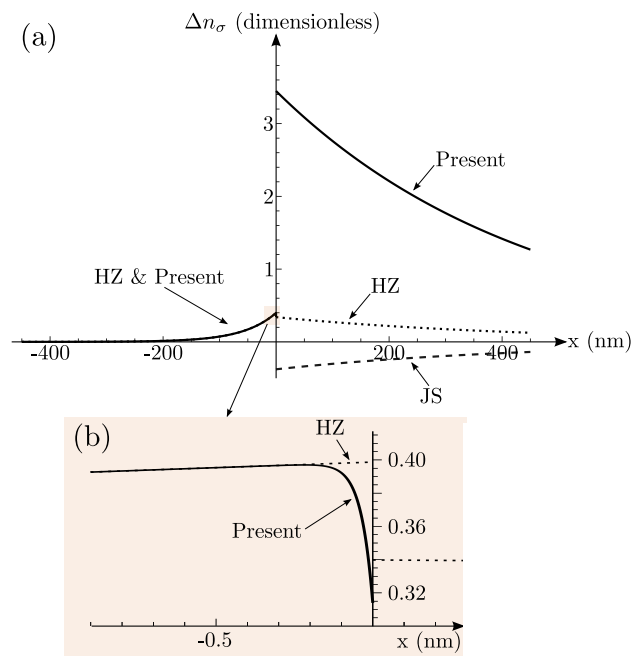 (a)
Δnσ (dimensionless)
3
Present
2
1
HZ & Present
HZ
-400
-200
200
400
x (nm)
JS
(b)
HZ
0.40
Present
0.36
0.32
-0.5
x (nm)